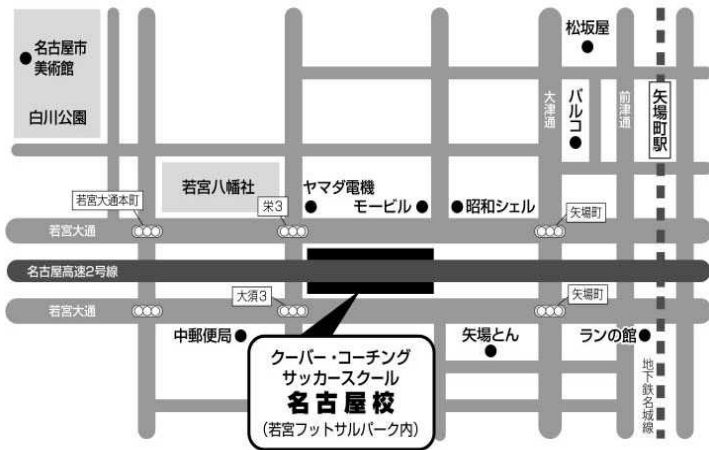 名古屋市
美術館
白川公園
松坂屋
大津通
パルコ
前津通
矢場町駅
若宮八幡社
ヤマダ電機
モービル
昭和シェル
若宮大通本町
栄3
矢場町
若宮大通
名古屋高速2号線
大須3
矢場町
若宮大通
中郵便局
矢場とん
ランの館
地下鉄名城線
クーバー・コーチング
サッカースクール
名古屋校
(若宮フットサルパーク内)